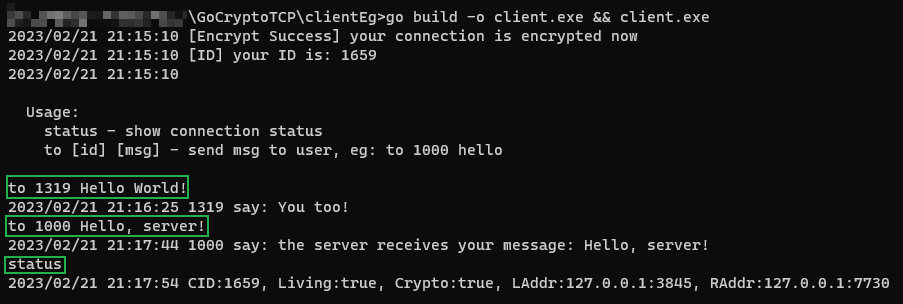 \GoCryptoTCP\clientEg>go build -o client.exe && client.exe
2023/02/21 21:15:10 [Encrypt Success] your connection is encrypted now
2023/02/21 21:15:10 [ID] your ID is: 1659
2023/02/21 21:15:10
Usage:
status - show connection status
to [id] [msg] - send msg to user, eg: to 1000 hello
to 1319 Hello World!
2023/02/21 21:16:25 1319 say: You too!
to 1000 Hello, server!
2023/02/21 21:17:44 1000 say: the server receives your message: Hello, server!
status
2023/02/21 21:17:54 CID:1659, Living:true, Crypto:true, LAddr:127.0.0.1:3845, RAddr:127.0.0.1:7730